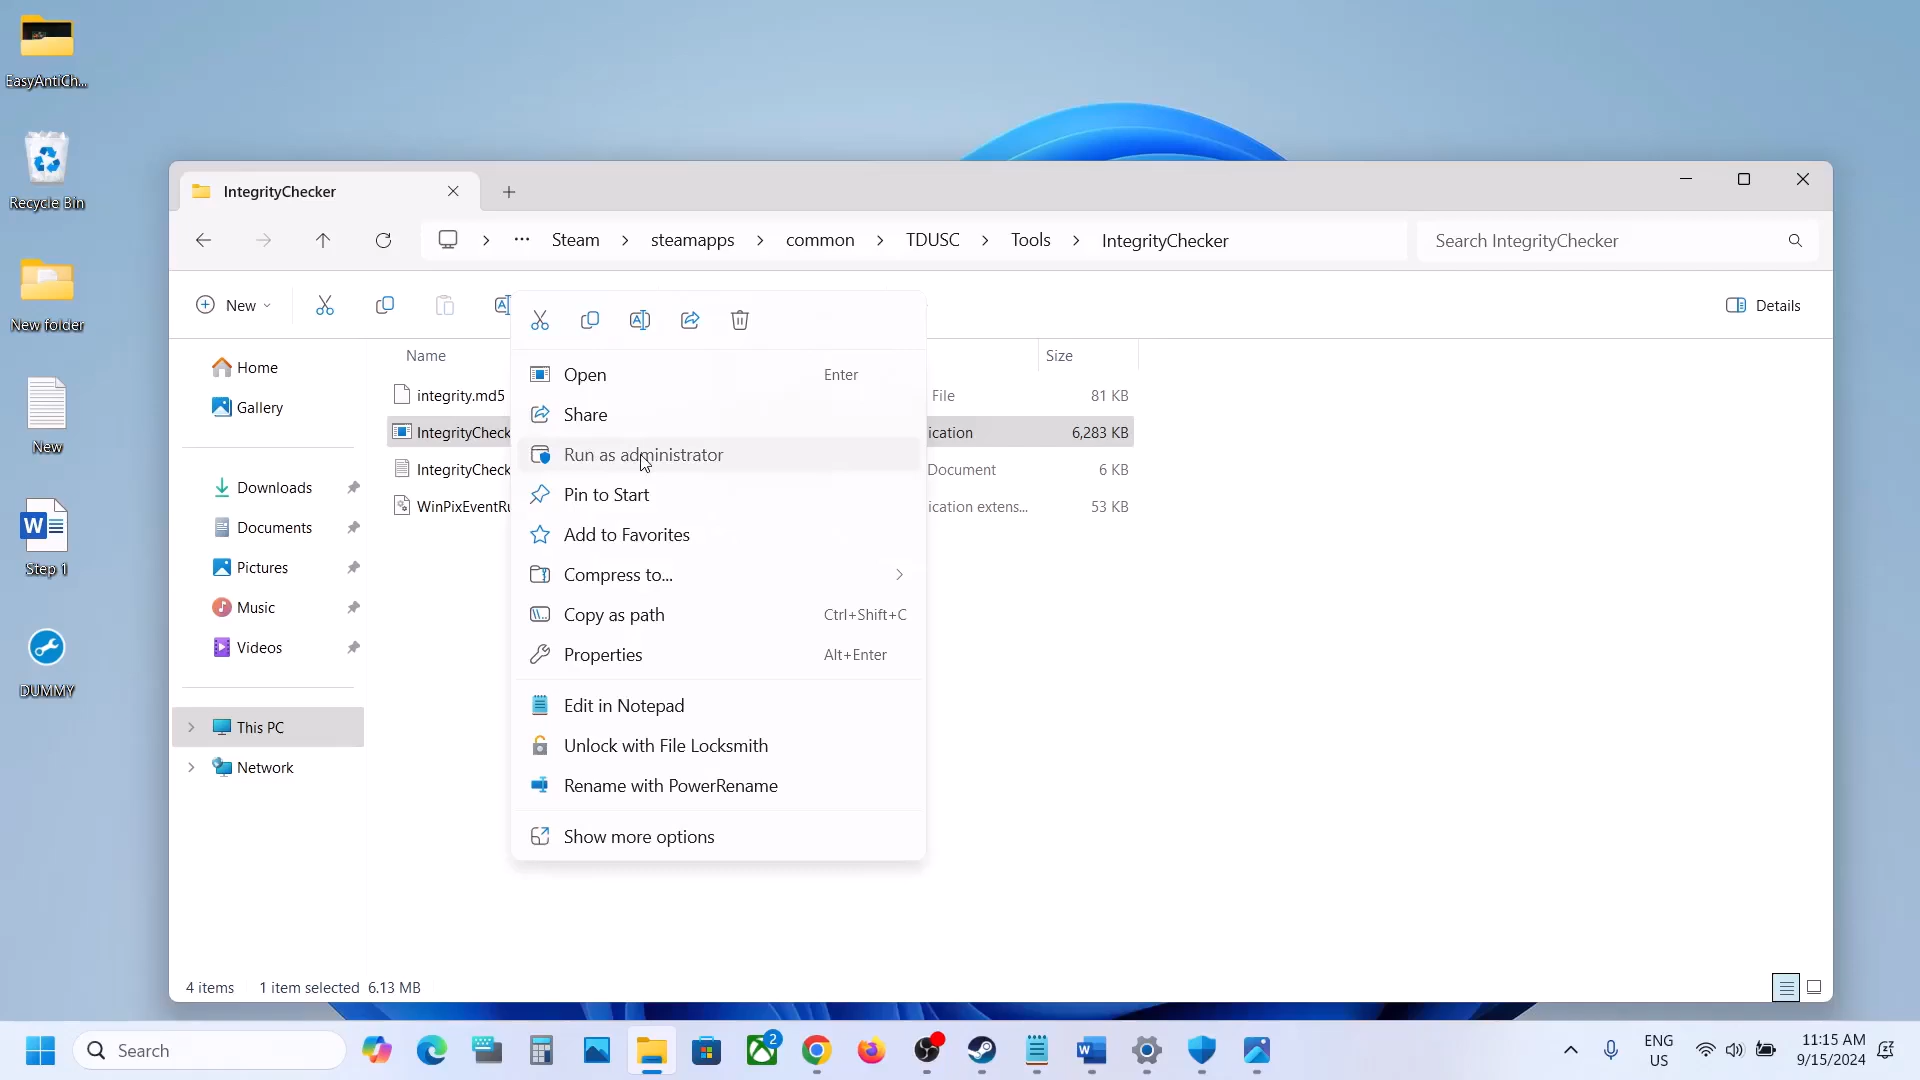 EasyAntiCh...
Recycle Bin
New folder
New
Step 1
DUMMY
IntegrityChecker
Steam
steamapps
common
TDUSC
Tools
IntegrityChecker
Search IntegrityChecker
New
Details
Home
Gallery
Downloads
Documents
Pictures
Music
Videos
This PC
Network
Name
Size
integrity.md5
File
81 KB
IntegrityCheck
ication
6,283 KB
IntegrityCheck
Document
6 KB
WinPixEventRu
ication extens...
53 KB
Open
Enter
Share
Run as administrator
Pin to Start
Add to Favorites
Compress to...
Copy as path
Ctrl+Shift+C
Properties
Alt+Enter
Edit in Notepad
Unlock with File Locksmith
Rename with PowerRename
Show more options
4 items
1 item selected 6.13 MB
Search
2
ENG
US
11:15 AM
9/15/2024